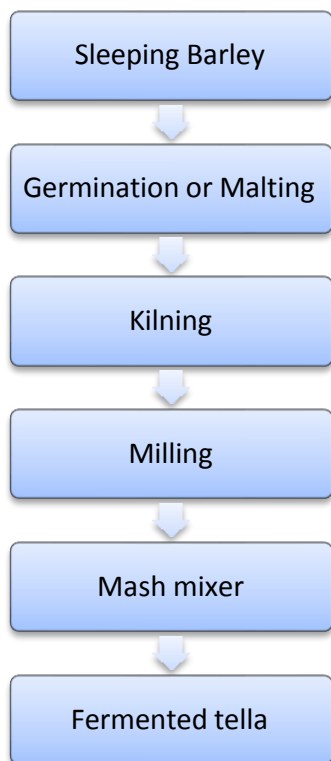 Sleeping Barley
Germination or Malting
Kilning
Milling
Mash mixer
Fermented tella